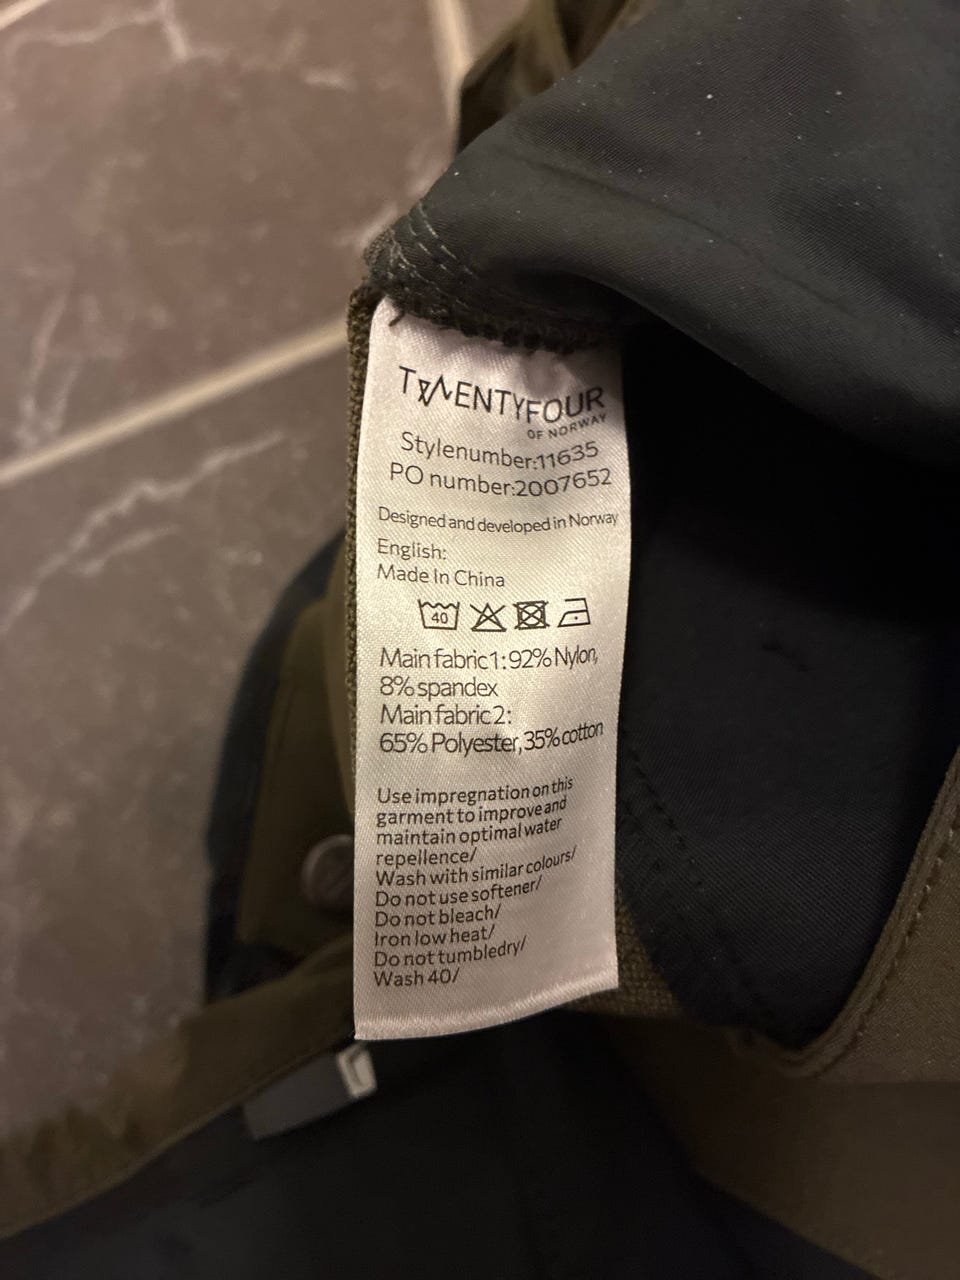 TWENTYFOUR
OF NORWAY
Stylenumber:11635
PO number:2007652
Designed and developed in Norway
English:
Made In China
40
Main fabric 1: 92% Nylon,
8% spandex
Main fabric 2:
65% Polyester, 35% cotton
Use impregnation on this
garment to improve and
maintain optimal water
repellence/
Wash with similar colours/
Do not use softener/
Do not bleach/
Iron low heat/
Do not tumbledry/
Wash 40/